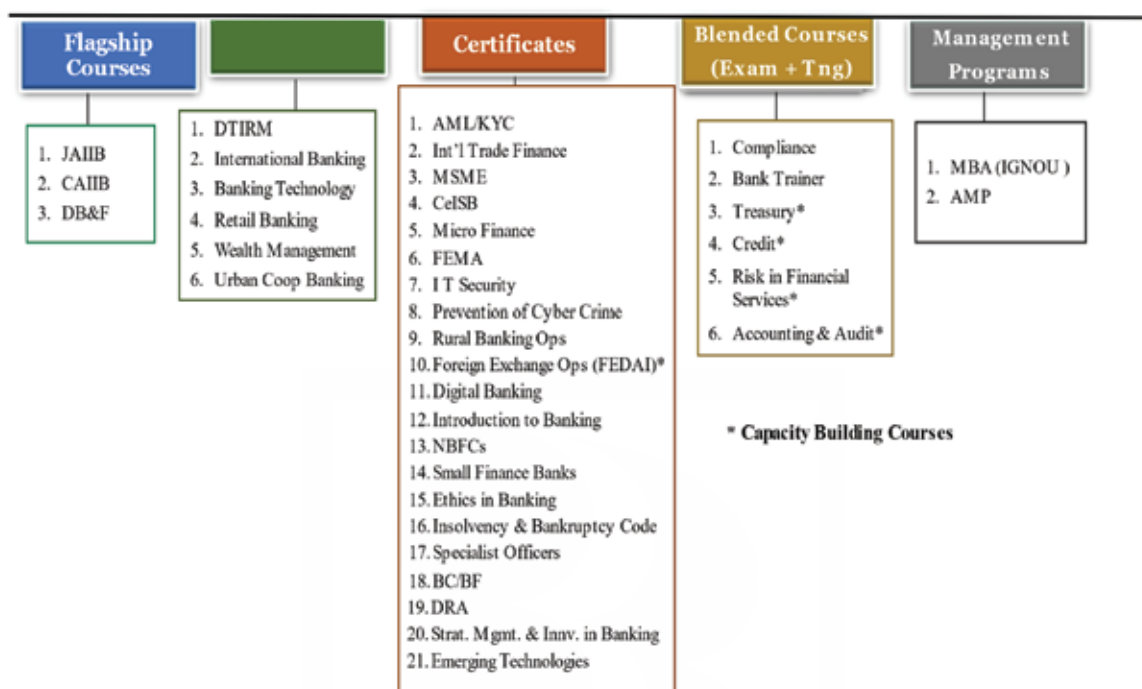 Flagship
Courses
1. JAIIB
2. CAIIB
3. DB&F
1. DTIRM
2. International Banking
3. Banking Technology
4. Retail Banking
5. Wealth Management
6. Urban Coop Banking
Certificates
1. AML/KYC
2. Int'l Trade Finance
3. MSME
4. CeISB
5. Micro Finance
6. FEMA
7. IT Security
8. Prevention of Cyber Crime
9. Rural Banking Ops
10. Foreign Exchange Ops (FEDAI)*
11. Digital Banking
12. Introduction to Banking
13. NBFCs
14. Small Finance Banks
15. Ethics in Banking
16. Insolvency & Bankruptcy Code
17. Specialist Officers
18. BC/BF
19. DRA
20. Strat. Mgmt. & Innv. in Banking
21. Emerging Technologies
Blended Courses
(Exam + Tng)
1. Compliance
2. Bank Trainer
3. Treasury*
4. Credit*
5. Risk in Financial
Services*
6. Accounting & Audit*
Management
Programs
1. MBA (IGNOU )
2. AMP
* Capacity Building Courses